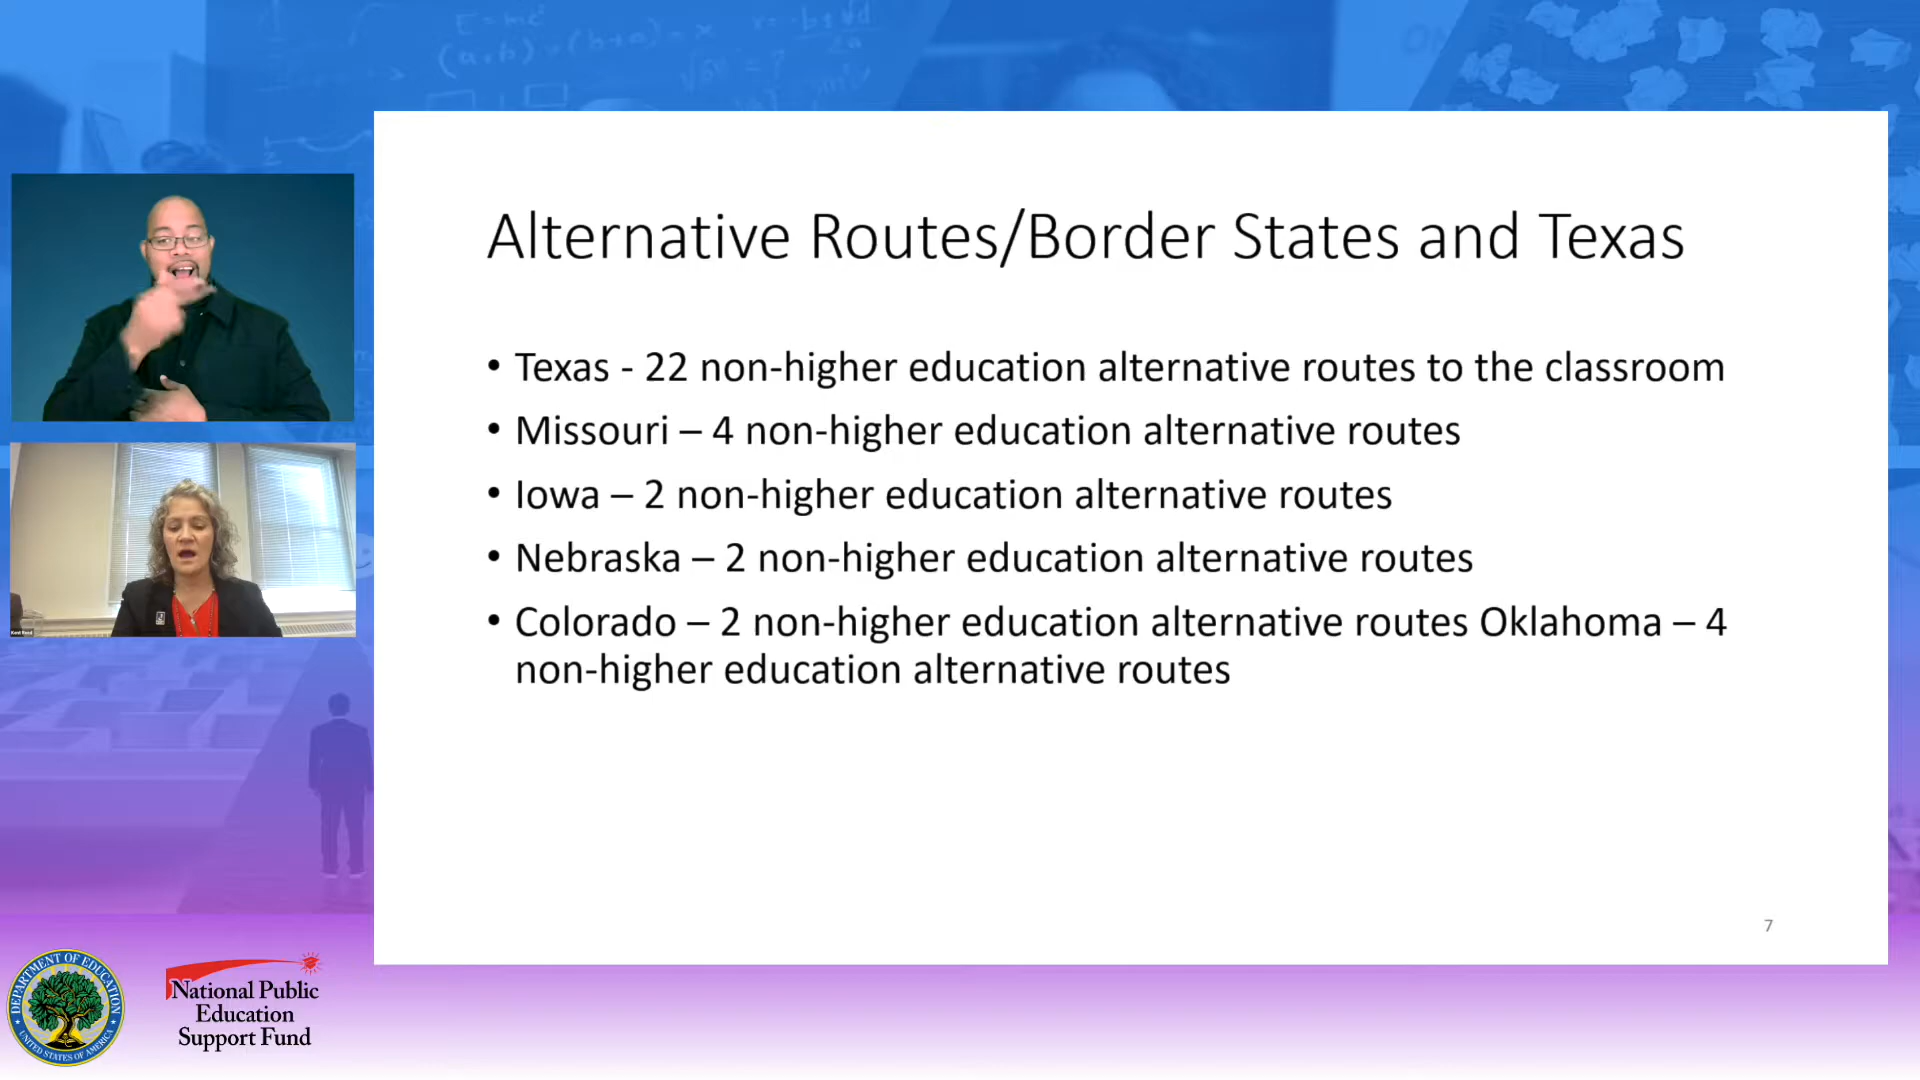 Alternative Routes/Border States and Texas
• Texas - 22 non-higher education alternative routes to the classroom
• Missouri – 4 non-higher education alternative routes
• Iowa – 2 non-higher education alternative routes
• Nebraska – 2 non-higher education alternative routes
• Colorado – 2 non-higher education alternative routes Oklahoma – 4
non-higher education alternative routes
7
DEPARTMENT OF EDUCATION
UNITED STATES OF AMERICA
National Public
Education
Support Fund